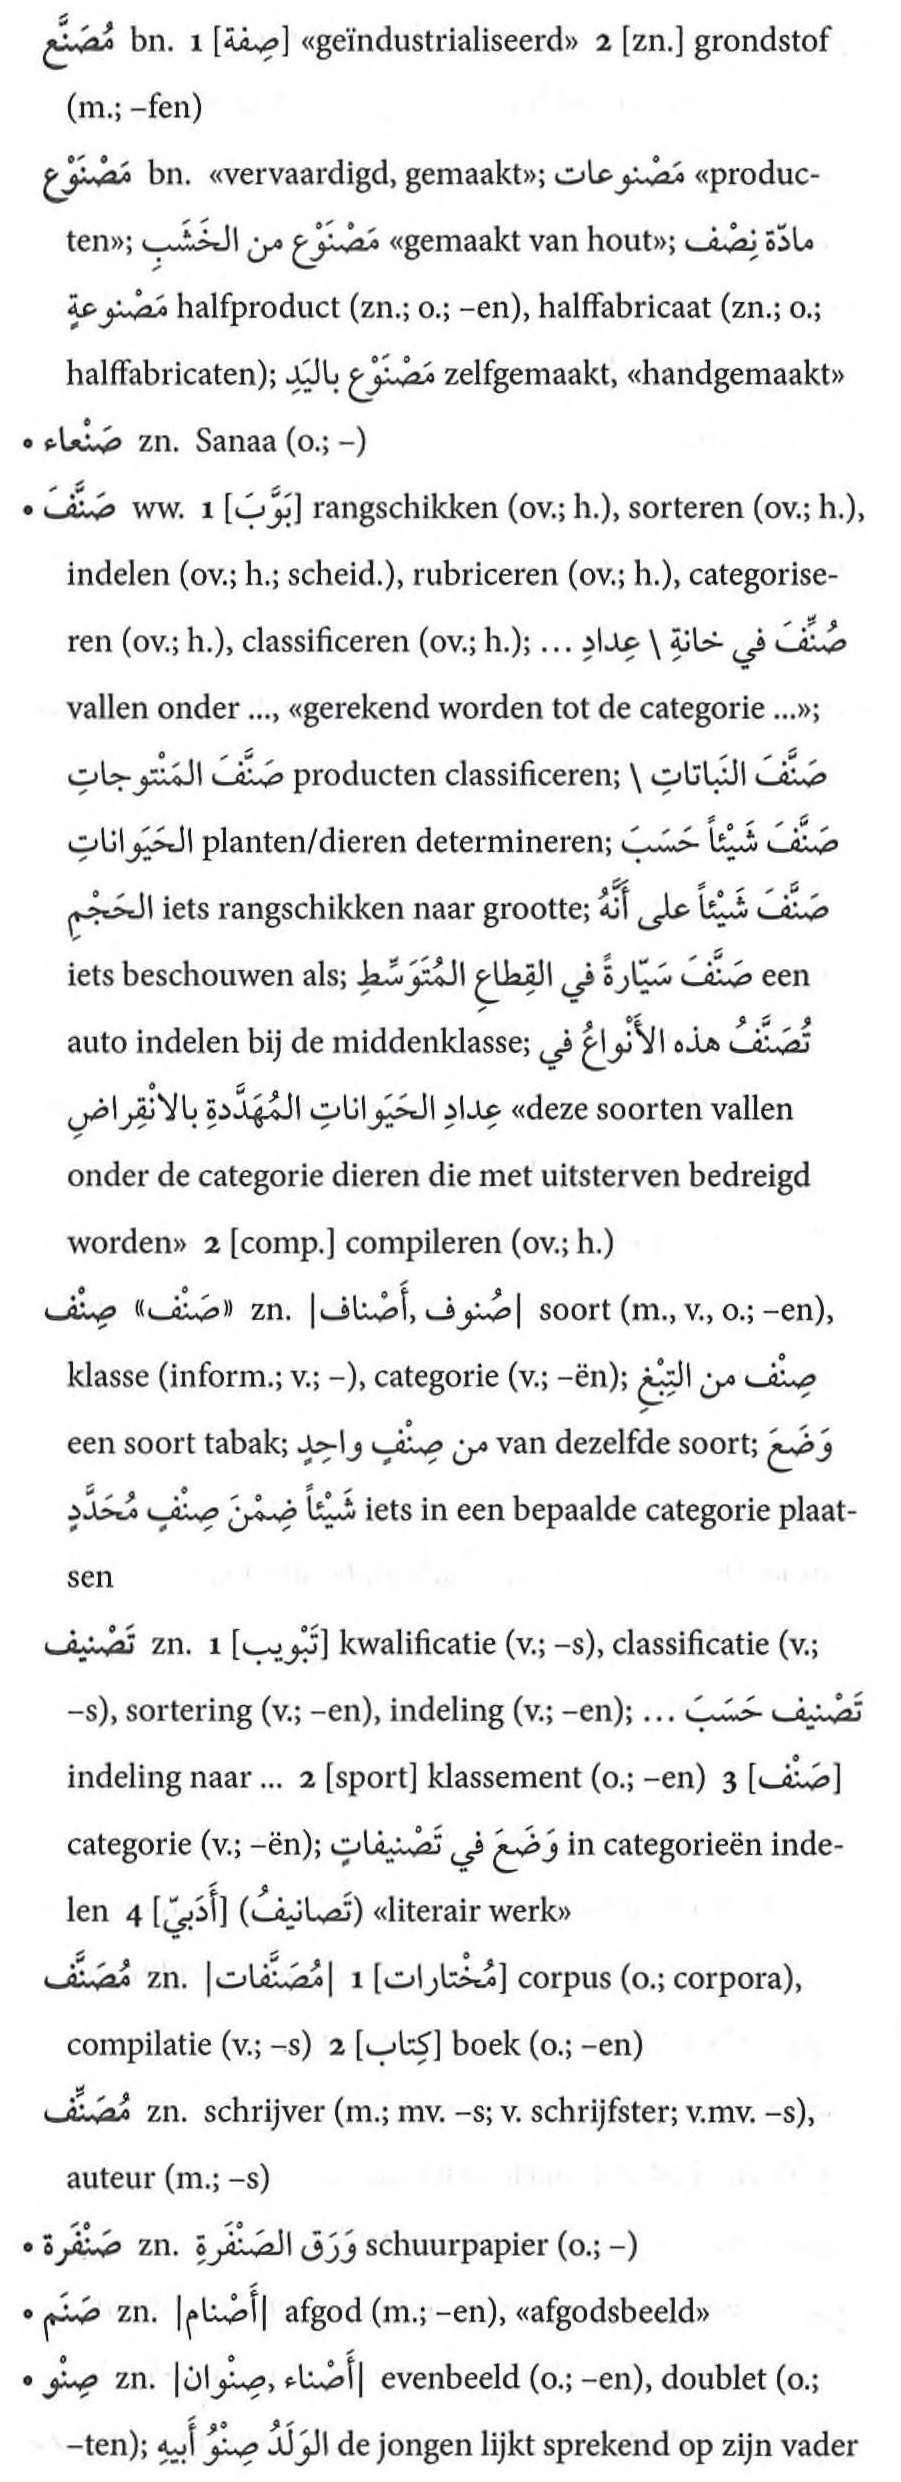 مُصَنَّع bn. 1 [صِفة] «geïndustrialiseerd» 2 [zn.] grondstof
(m.; –fen)
مَصْنَوْع bn. «vervaardigd, gemaakt»; مَصْنوعات «produc-
ten»; مَصْنَوْع من الخَشَبِ «gemaakt van hout»; مادّة نِصْف
مَصْنوعةٍ halfproduct (zn.; o.; –en), halffabricaat (zn.; o.;
halffabricaten); مَصْنَوْع باليَدِ zelfgemaakt, «handgemaakt»
• صَنْعاء zn. Sanaa (o.; –)
• صَنَّفَ ww. 1 [بَوَّبَ] rangschikken (ov.; h.), sorteren (ov.; h.),
indelen (ov.; h.; scheid.), rubriceren (ov.; h.), categorise-
ren (ov.; h.), classificeren (ov.; h.); صُنِّفَ في خانةِ \ عِدادِ ...
vallen onder ..., «gerekend worden tot de categorie ...»;
صَنَّفَ المَنْتوجاتِ producten classificeren; صَنَّفَ النَباتاتِ \
الحَيَواناتِ planten/dieren determineren; صَنَّفَ شَيْئاً حَسَبَ
الحَجْمِ iets rangschikken naar grootte; صَنَّفَ شَيْئاً على أَنَّهُ
iets beschouwen als; صَنَّفَ سَيّارةً في القِطاعِ المُتَوَسِّطِ een
auto indelen bij de middenklasse; تُصَنَّفُ هذه الأَنْواعُ في
عِدادِ الحَيَواناتِ المُهَدَّدةِ بالانْقِراضِ «deze soorten vallen
onder de categorie dieren die met uitsterven bedreigd
worden» 2 [comp.] compileren (ov.; h.)
صِنْف «صَنْف» zn. |أَصْناف, صُنوف| soort (m., v., o.; –en),
klasse (inform.; v.; –), categorie (v.; –ën); صِنْف من التِبْغِ
een soort tabak; من صِنْفٍ واحِدٍ van dezelfde soort; وَضَعَ
شَيْئاً ضِمْنَ صِنْفٍ مُحَدَّدٍ iets in een bepaalde categorie plaat-
sen
تَصْنيف zn. 1 [تَبْويب] kwalificatie (v.; –s), classificatie (v.;
–s), sortering (v.; –en), indeling (v.; –en); تَصْنيف حَسَبَ ...
indeling naar ... 2 [sport] klassement (o.; –en) 3 [صَنْف]
categorie (v.; –ën); وَضَعَ في تَصْنيفاتٍ in categorieën inde-
len 4 [أَدَبيّ] (تَصانيفُ) «literair werk»
مُصَنَّف zn. |مُصَنَّفات| 1 [مُخْتارات] corpus (o.; corpora),
compilatie (v.; –s) 2 [كِتاب] boek (o.; –en)
مُصَنِّف zn. schrijver (m.; mv. –s; v. schrijfster; v.mv. –s),
auteur (m.; –s)
• صَنْفَرة zn. وَرَق الصَنْفَرةِ schuurpapier (o.; –)
• صَنَم zn. |أَصْنام| afgod (m.; –en), «afgodsbeeld»
• صِنْو zn. |أَصْناء, صِنْوان| evenbeeld (o.; –en), doublet (o.;
–ten); الوَلَدُ صِنْوُ أَبيهِ de jongen lijkt sprekend op zijn vader